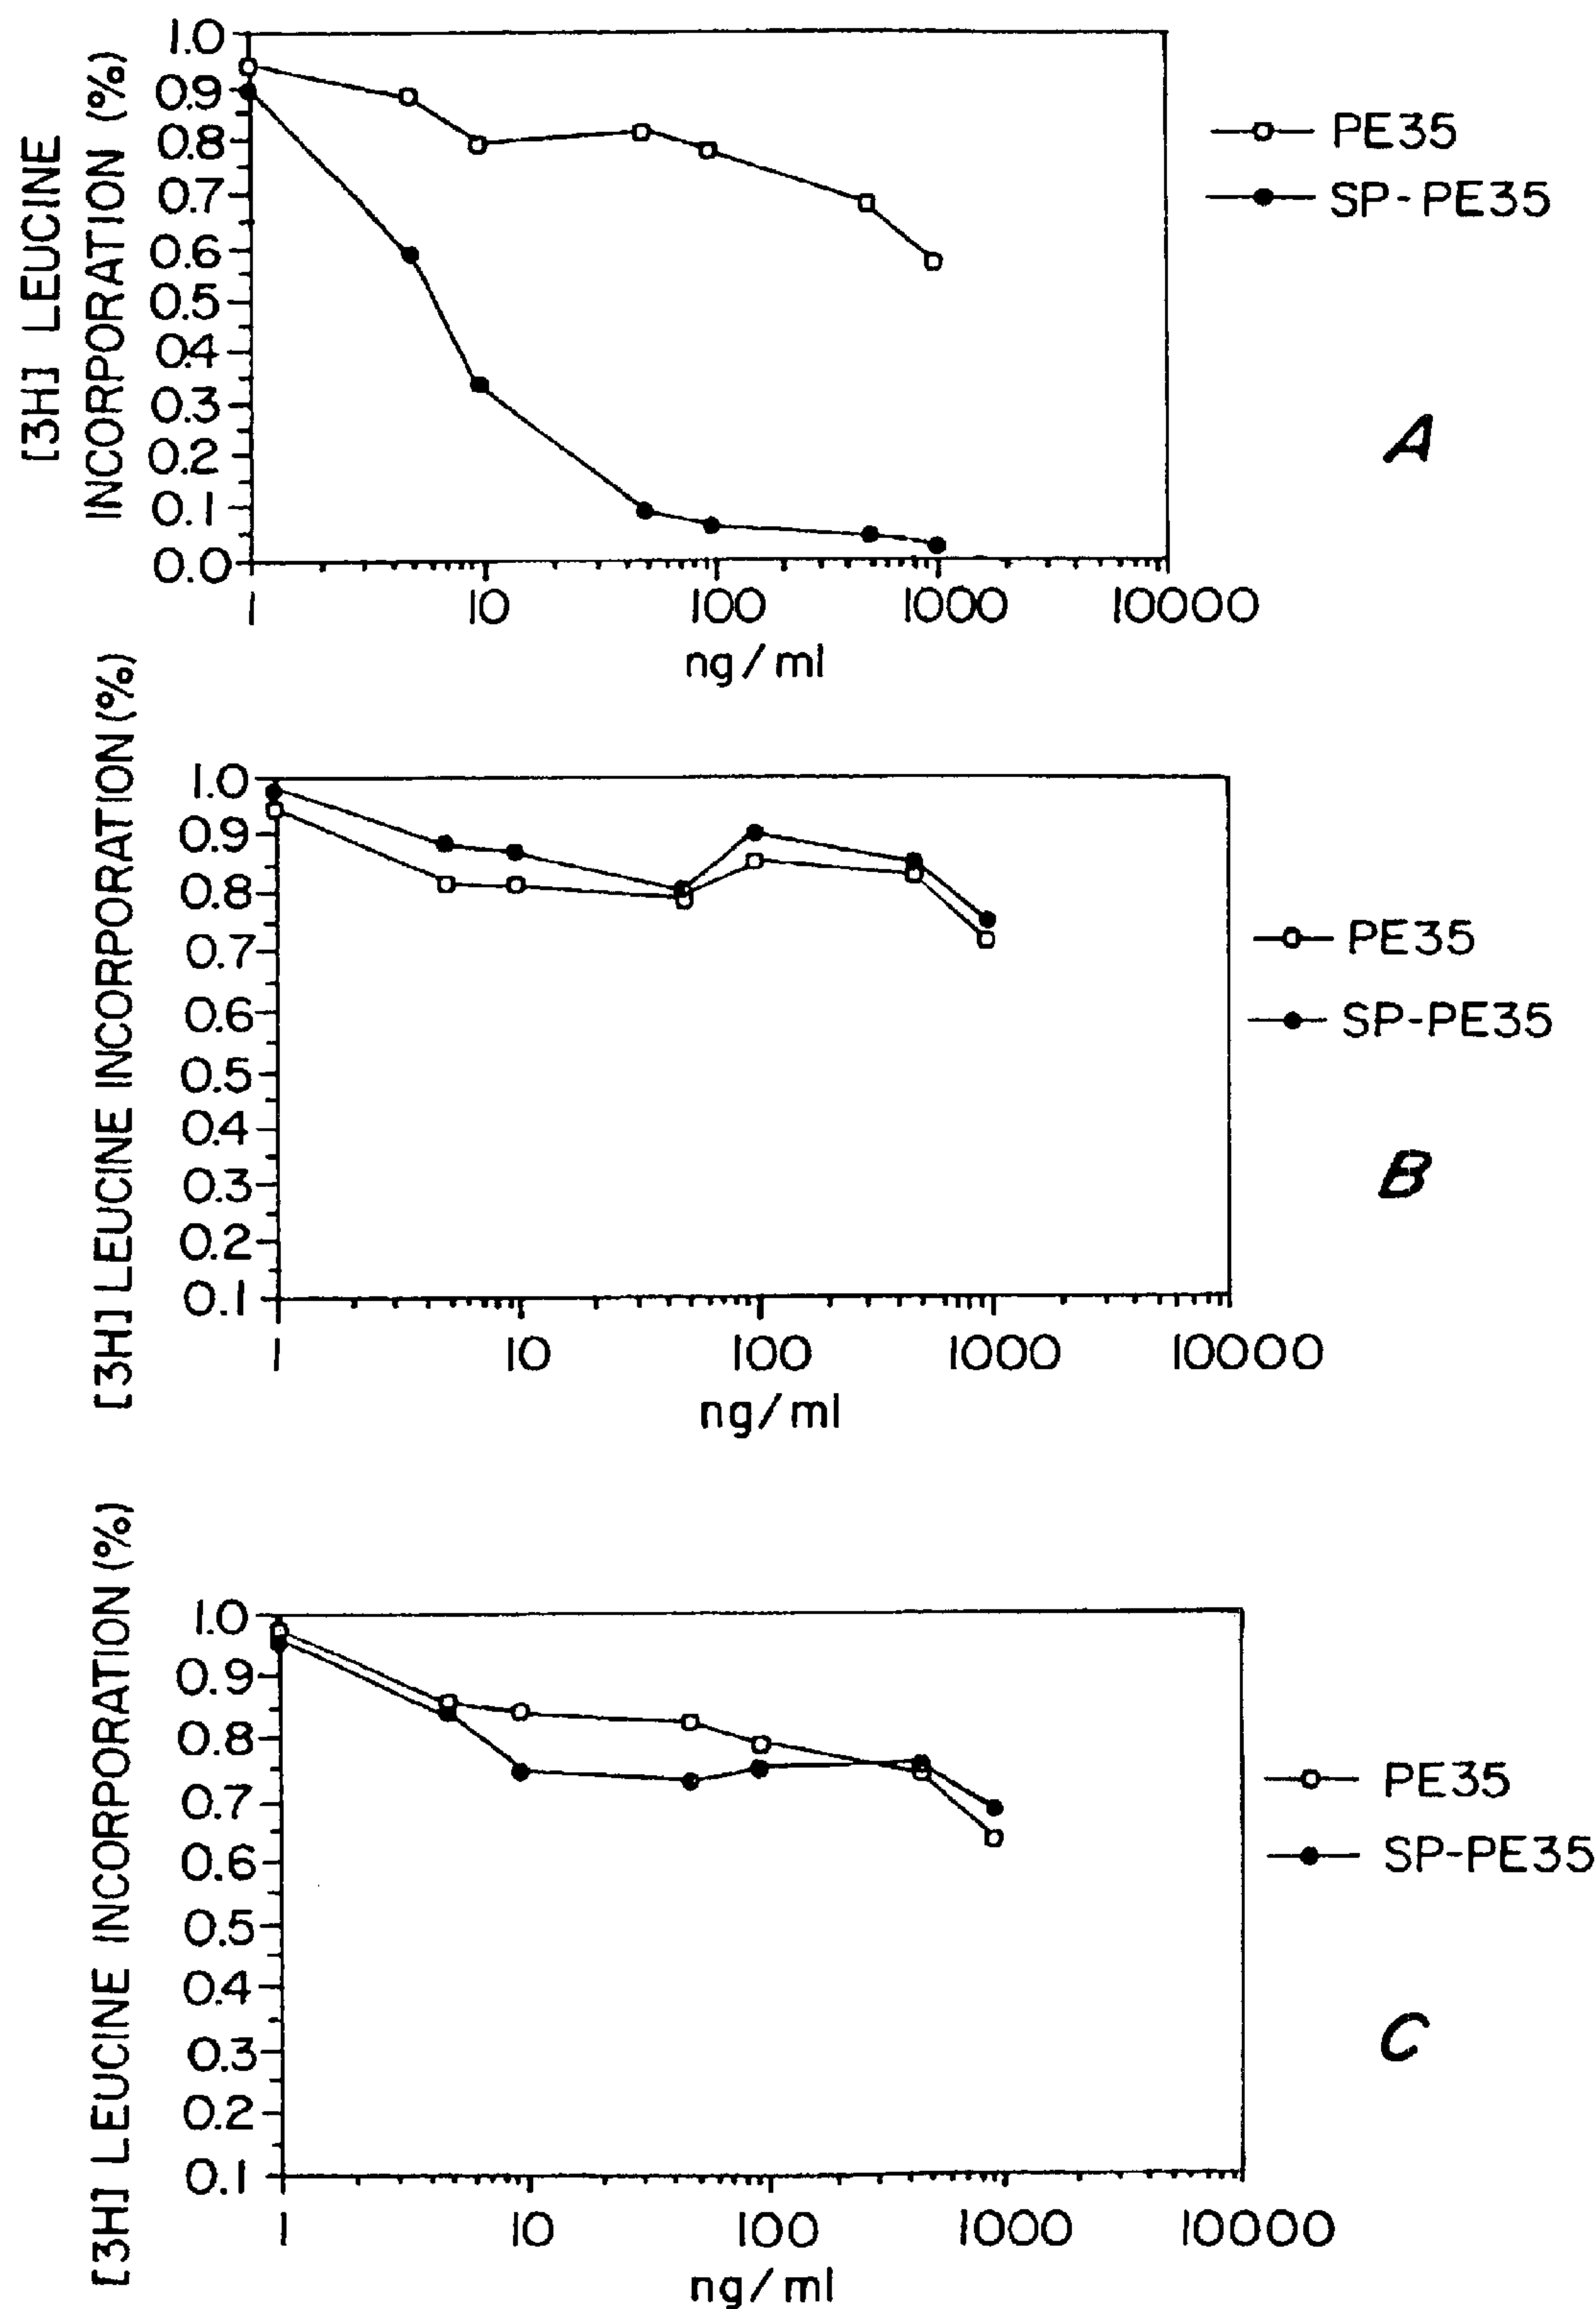 [3H] LEUCINE
INCORPORATION (%)
1.0
0.9
0.8
0.7
0.6
0.5
0.4
0.3
0.2
0.1
0.0
1 10 100 1000 10000
ng/ml
PE35
SP-PE35
A
[3H] LEUCINE INCORPORATION (%)
1.0
0.9
0.8
0.7
0.6
0.5
0.4
0.3
0.2
0.1
1 10 100 1000 10000
ng/ml
PE35
SP-PE35
B
[3H] LEUCINE INCORPORATION (%)
1.0
0.9
0.8
0.7
0.6
0.5
0.4
0.3
0.2
0.1
1 10 100 1000 10000
ng/ml
PE35
SP-PE35
C